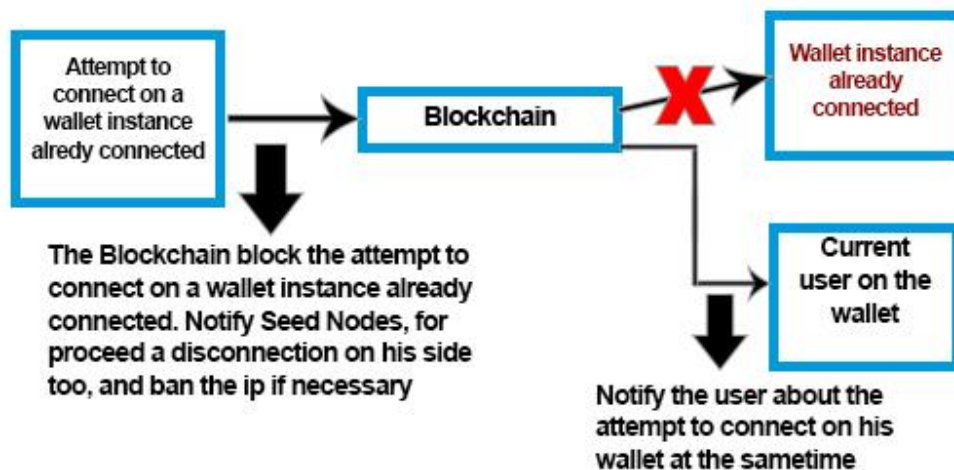 Attempt to
connect on a
wallet instance
alredy connected
Blockchain
Wallet instance
already
connected
The Blockchain block the attempt to
connect on a wallet instance already
connected. Notify Seed Nodes, for
proceed a disconnection on his side
too, and ban the ip if necessary
Current
user on the
wallet
Notify the user about the
attempt to connect on his
wallet at the sametime